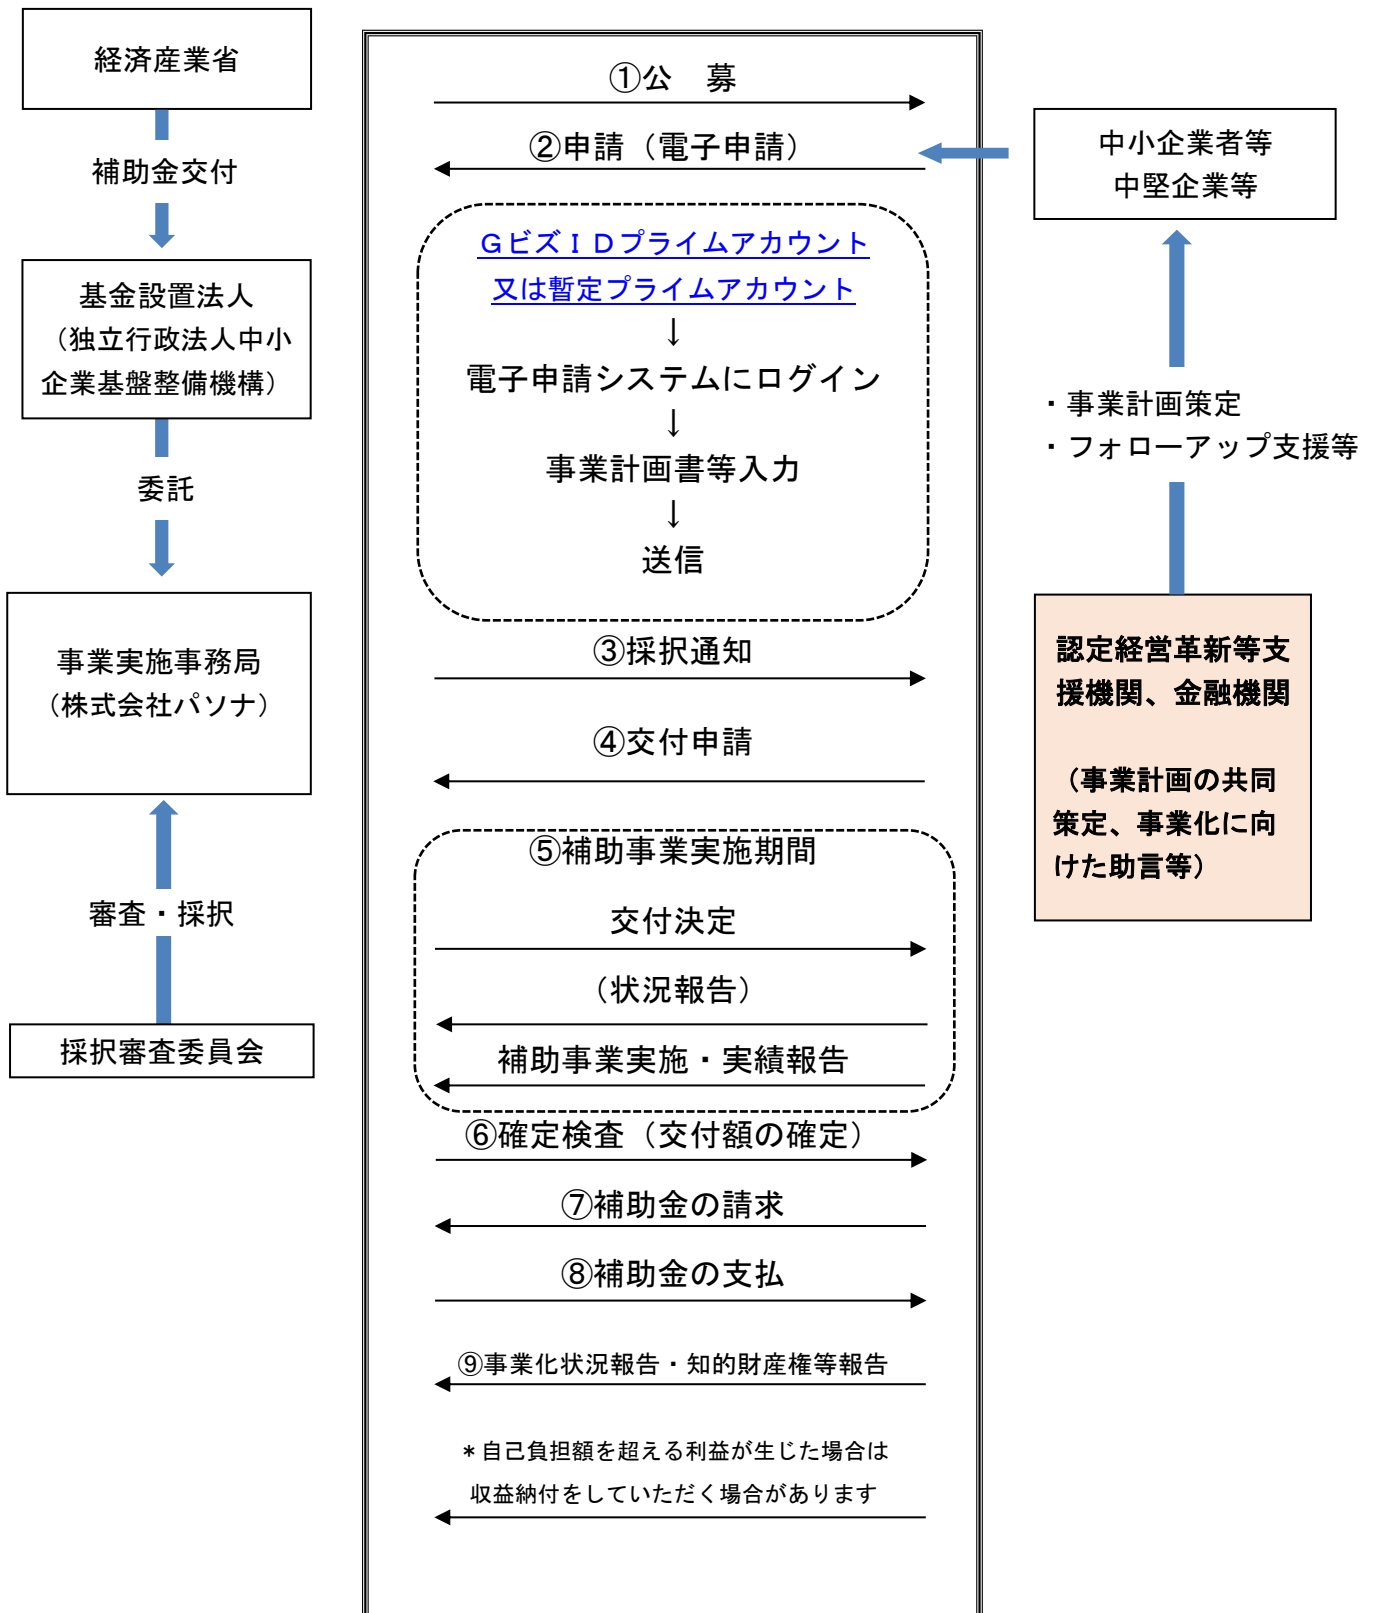 経済産業省
補助金交付
基金設置法人
（独立行政法人中小
企業基盤整備機構）
委託
事業実施事務局
（株式会社パソナ）
審査・採択
採択審査委員会
①公　募
②申請（電子申請）
ＧビズＩＤプライムアカウント
又は暫定プライムアカウント
↓
電子申請システムにログイン
↓
事業計画書等入力
↓
送信
③採択通知
④交付申請
⑤補助事業実施期間
交付決定
（状況報告）
補助事業実施・実績報告
⑥確定検査（交付額の確定）
⑦補助金の請求
⑧補助金の支払
⑨事業化状況報告・知的財産権等報告
＊自己負担額を超える利益が生じた場合は
収益納付をしていただく場合があります
中小企業者等
中堅企業等
・事業計画策定
・フォローアップ支援等
認定経営革新等支
援機関、金融機関
（事業計画の共同
策定、事業化に向
けた助言等）